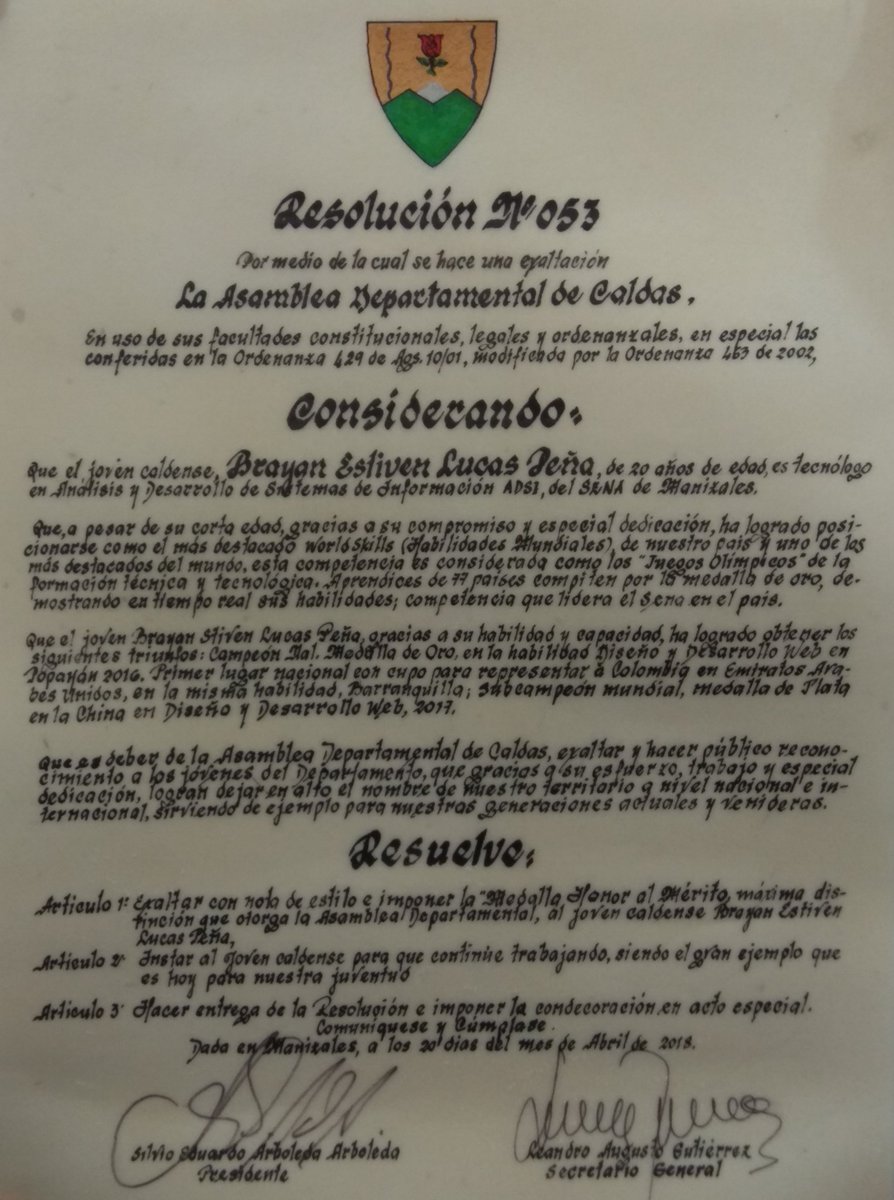 Resolución Nº 053
Por medio de la cual se hace una exaltación
La Asamblea Departamental de Caldas.
En uso de sus facultades constitucionales, legales y ordenanzales, en especial las
conferidas en la Ordenanza 429 de Ags. 10/01, modificada por la Ordenanza 453 de 2002,
Considerando:
Que el joven caldense, Brayan Estiven Lucas Peña, de 20 años de edad, es tecnólogo
en Análisis y Desarrollo de Sistemas de Información ADSI, del SENA de Manizales.
Que, a pesar de su corta edad, gracias a su compromiso y especial dedicación, ha logrado posi-
cionarse como el más destacado WorldSkills (Habilidades Mundiales), de nuestro país y uno de los
más destacados del mundo, esta competencia es considerada como los "Juegos Olímpicos" de la
formación técnica y tecnológica. Aprendices de 77 países compiten por la medalla de oro, de-
mostrando en tiempo real sus habilidades; competencia que lidera el Sena en el país.
Que el joven Brayan Stiven Lucas Peña, gracias a su habilidad y capacidad, ha logrado obtener los
siguientes triunfos: Campeón Nal. Medalla de Oro, en la habilidad Diseño y Desarrollo Web en
Popayán 2016. Primer lugar nacional con cupo para representar à Colombia en Emiratos Ara-
bes Unidos, en la misma habilidad, Barranquilla; Subcampeón mundial, medalla de Plata
en la China en Diseño y Desarrollo Web, 2017.
que es deber de la Asamblea Departamental de Caldas, exaltar y hacer público recono-
cimiento a los jóvenes del Departamento, que gracias a su esfuerzo, trabajo y especial
dedicación, logran dejar en alto el nombre de nuestro territorio a nivel nacional e in-
ternacional, sirviendo de ejemplo para nuestras generaciones actuales y venideras.
Resuelve:
Articulo 1º Exaltar con nota de estilo e imponer la "Medalla Honor al Mérito, máxima dis-
tinción que otorga la Asamblea Departamental, al joven caldense Brayan Estiven
Lucas Peña,
Articulo 2º Instar al joven caldense para que continúe trabajando, siendo el gran ejemplo que
es hoy para nuestra juventud
Articulo 3º Hacer entrega de la Resolución e imponer la condecoración en acto especial.
Comuníquese y Cúmplase.
Dada en Manizales, a los 20 días del mes de Abril de 2018.
Silvio Eduardo Arboleda Arboleda
Presidente
Leandro Augusto Gutiérrez
Secretario General